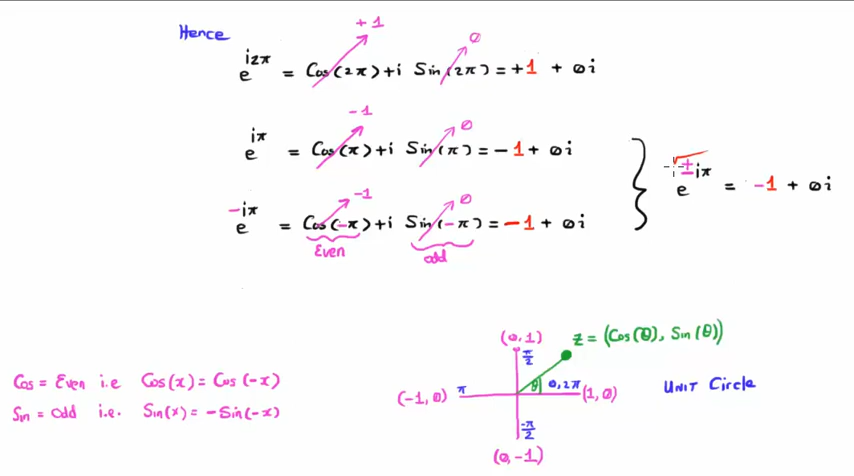 Hence
+1
0
e^{i2π} = Cos(2π)+i Sin(2π) = +1 + 0i
-1
0
e^{iπ} = Cos(π)+i Sin(π) = -1 + 0i
e^{±iπ} = -1 + 0i
-1
0
e^{-iπ} = Cos(-π)+i Sin(-π) = -1 + 0i
Even
odd
(0,1)
Z = (Cos(θ), Sin(θ))
π/2
Cos = Even i.e Cos(x) = Cos(-x)
(-1, 0) π θ 0, 2π (1, 0)
UNIT Circle
Sin = odd i.e. Sin(x) = -Sin(-x)
-π/2
(0, -1)